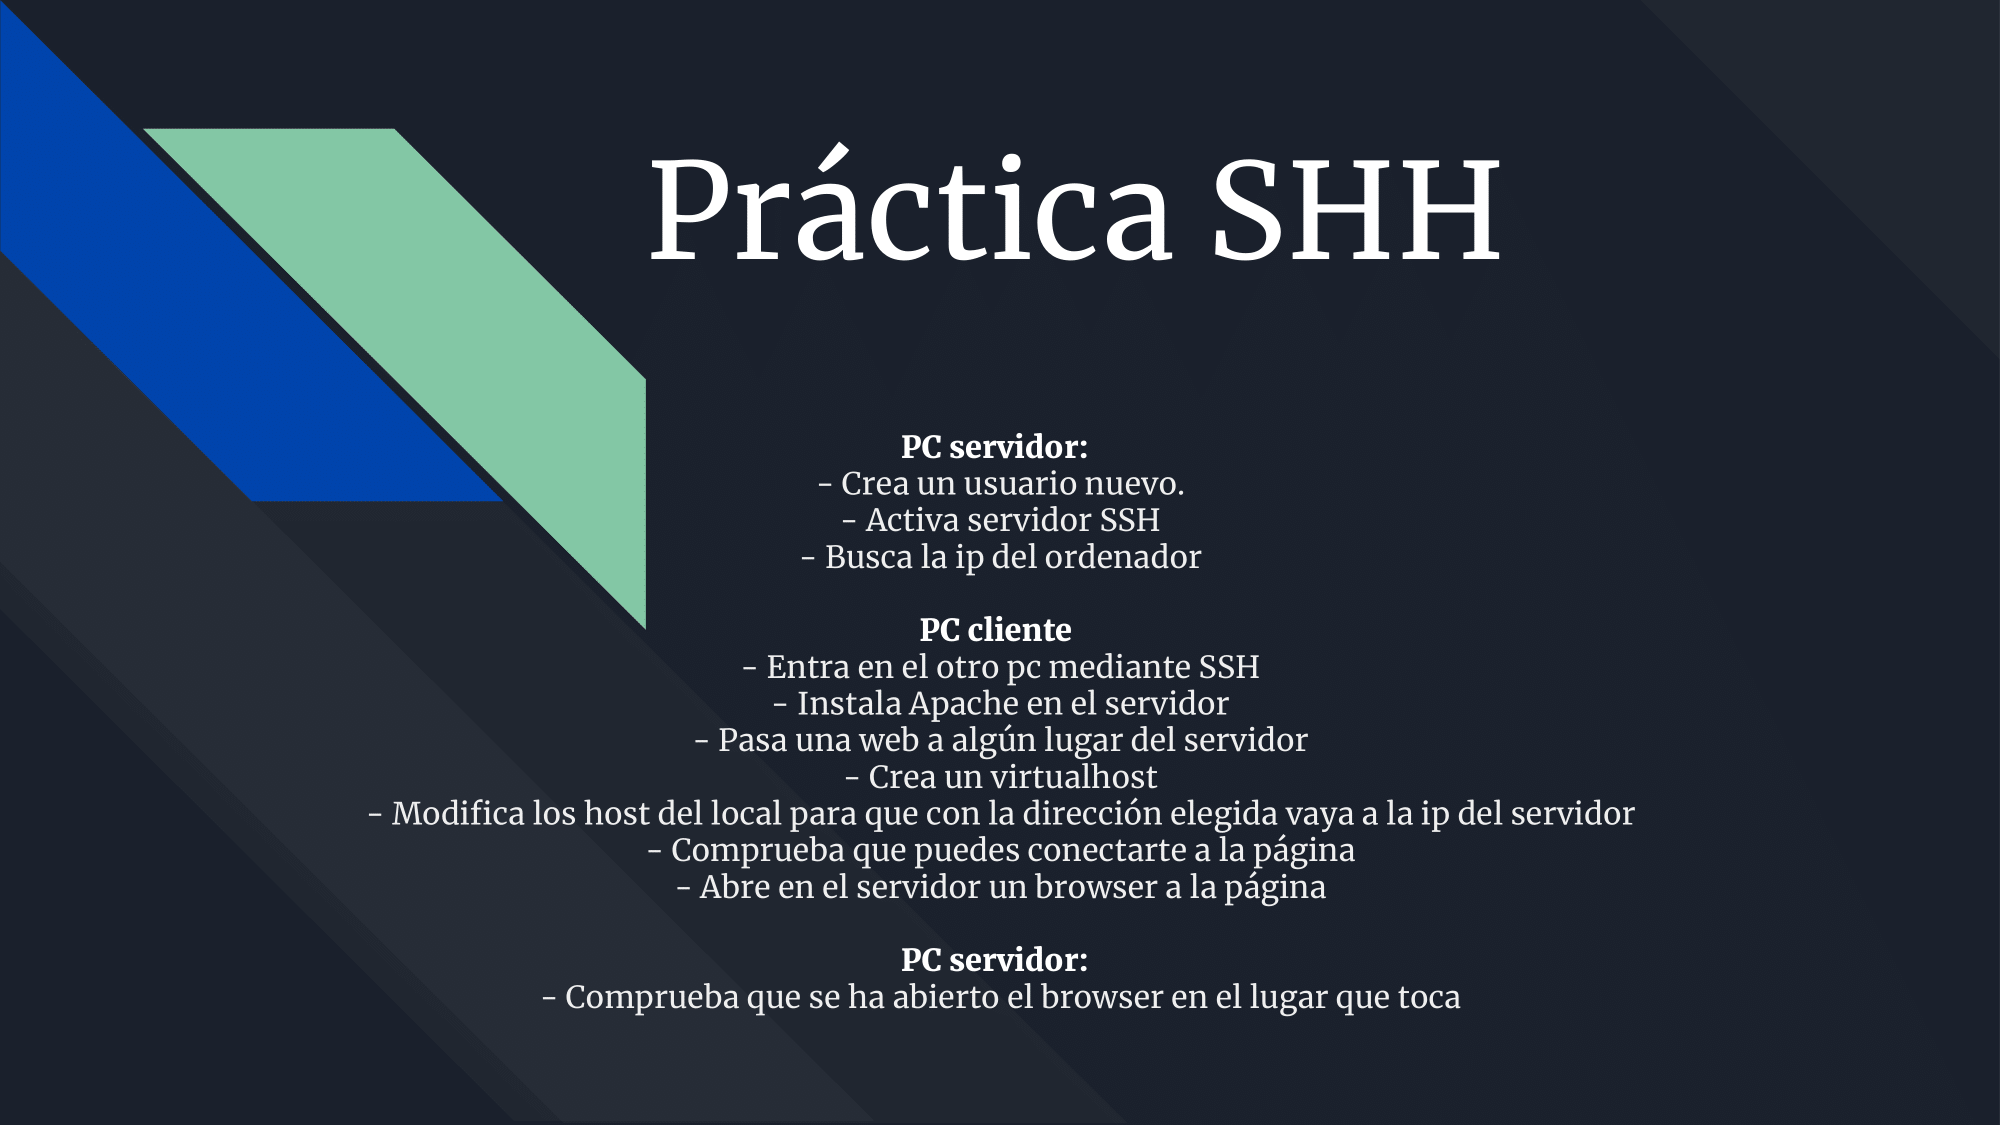 Práctica SHH
PC servidor:
- Crea un usuario nuevo.
- Activa servidor SSH
- Busca la ip del ordenador
PC cliente
- Entra en el otro pc mediante SSH
- Instala Apache en el servidor
- Pasa una web a algún lugar del servidor
- Crea un virtualhost
- Modifica los host del local para que con la dirección elegida vaya a la ip del servidor
- Comprueba que puedes conectarte a la página
- Abre en el servidor un browser a la página
PC servidor:
- Comprueba que se ha abierto el browser en el lugar que toca